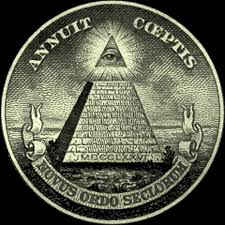 ANNUIT CŒPTIS
MDCCLXXVI
NOVUS ORDO SECLORUM